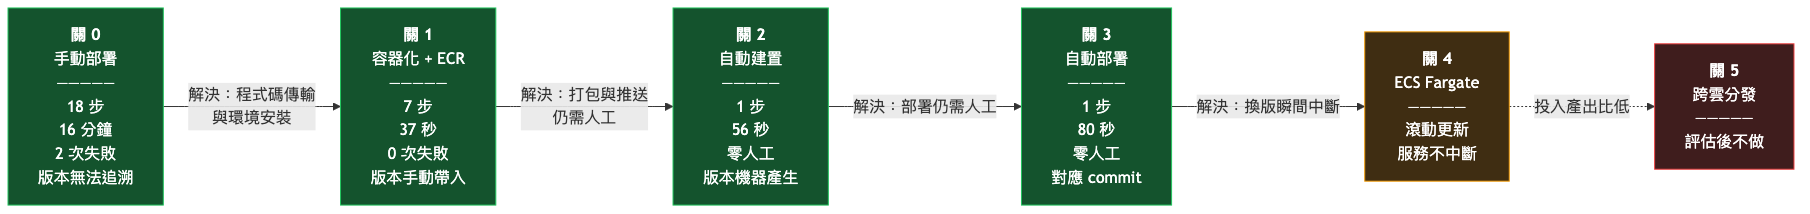 關 0
手動部署
—————
18 步
16 分鐘
2 次失敗
版本無法追溯
解決：程式碼傳輸
與環境安裝
關 1
容器化 + ECR
—————
7 步
37 秒
0 次失敗
版本手動帶入
解決：打包與推送
仍需人工
關 2
自動建置
—————
1 步
56 秒
零人工
版本機器產生
解決：部署仍需人工
關 3
自動部署
—————
1 步
80 秒
零人工
對應 commit
解決：換版瞬間中斷
關 4
ECS Fargate
—————
滾動更新
服務不中斷
投入產出比低
關 5
跨雲分發
—————
評估後不做